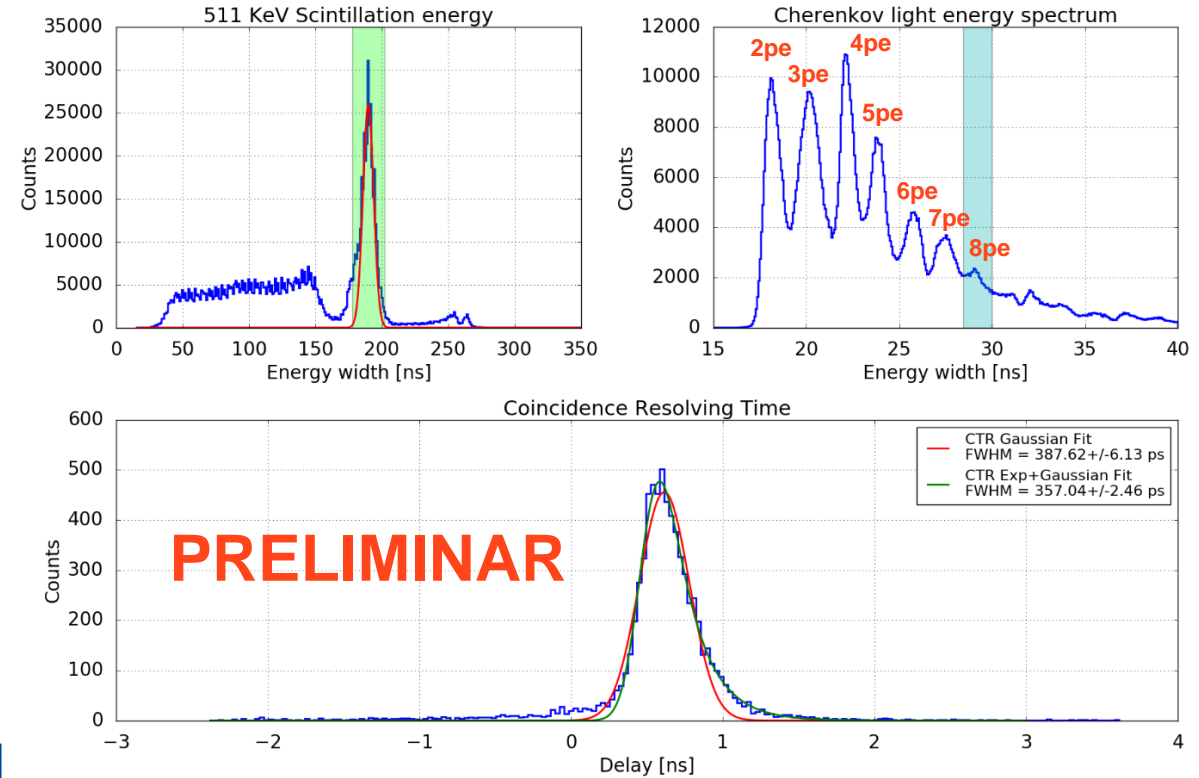 511 KeV Scintillation energy
35000
30000
25000
20000
15000
10000
5000
0
Counts
0 50 100 150 200 250 300 350
Energy width [ns]
Cherenkov light energy spectrum
12000
10000
8000
6000
4000
2000
0
Counts
2pe
3pe
4pe
5pe
6pe
7pe
8pe
15 20 25 30 35 40
Energy width [ns]
Coincidence Resolving Time
600
500
400
300
200
100
0
Counts
CTR Gaussian Fit
FWHM = 387.62+/-6.13 ps
CTR Exp+Gaussian Fit
FWHM = 357.04+/-2.46 ps
PRELIMINAR
−3 −2 −1 0 1 2 3 4
Delay [ns]